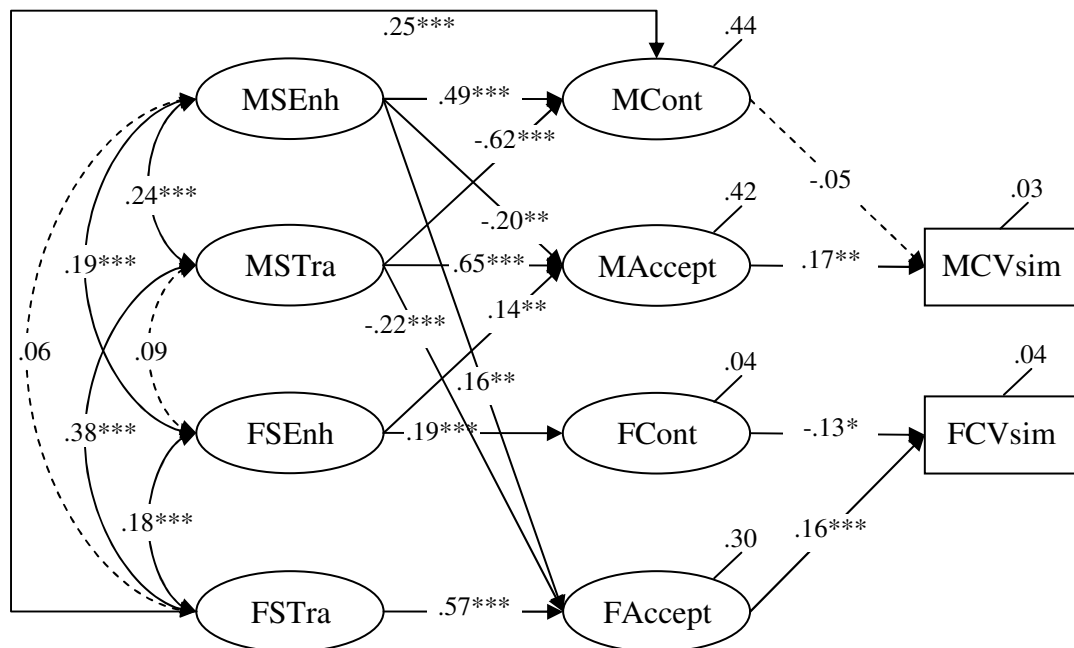 .25***
.44
MSEnh
.49***
MCont
-.62***
.24***
-.05
.03
-.20**
.42
.19***
MSTra
.65***
MAccept
.17**
MCVsim
-.22***
.14**
.06
.09
.16**
.04
.04
.38***
FSEnh
.19***
FCont
-.13*
FCVsim
.18***
.30
.16***
FSTra
.57***
FAccept